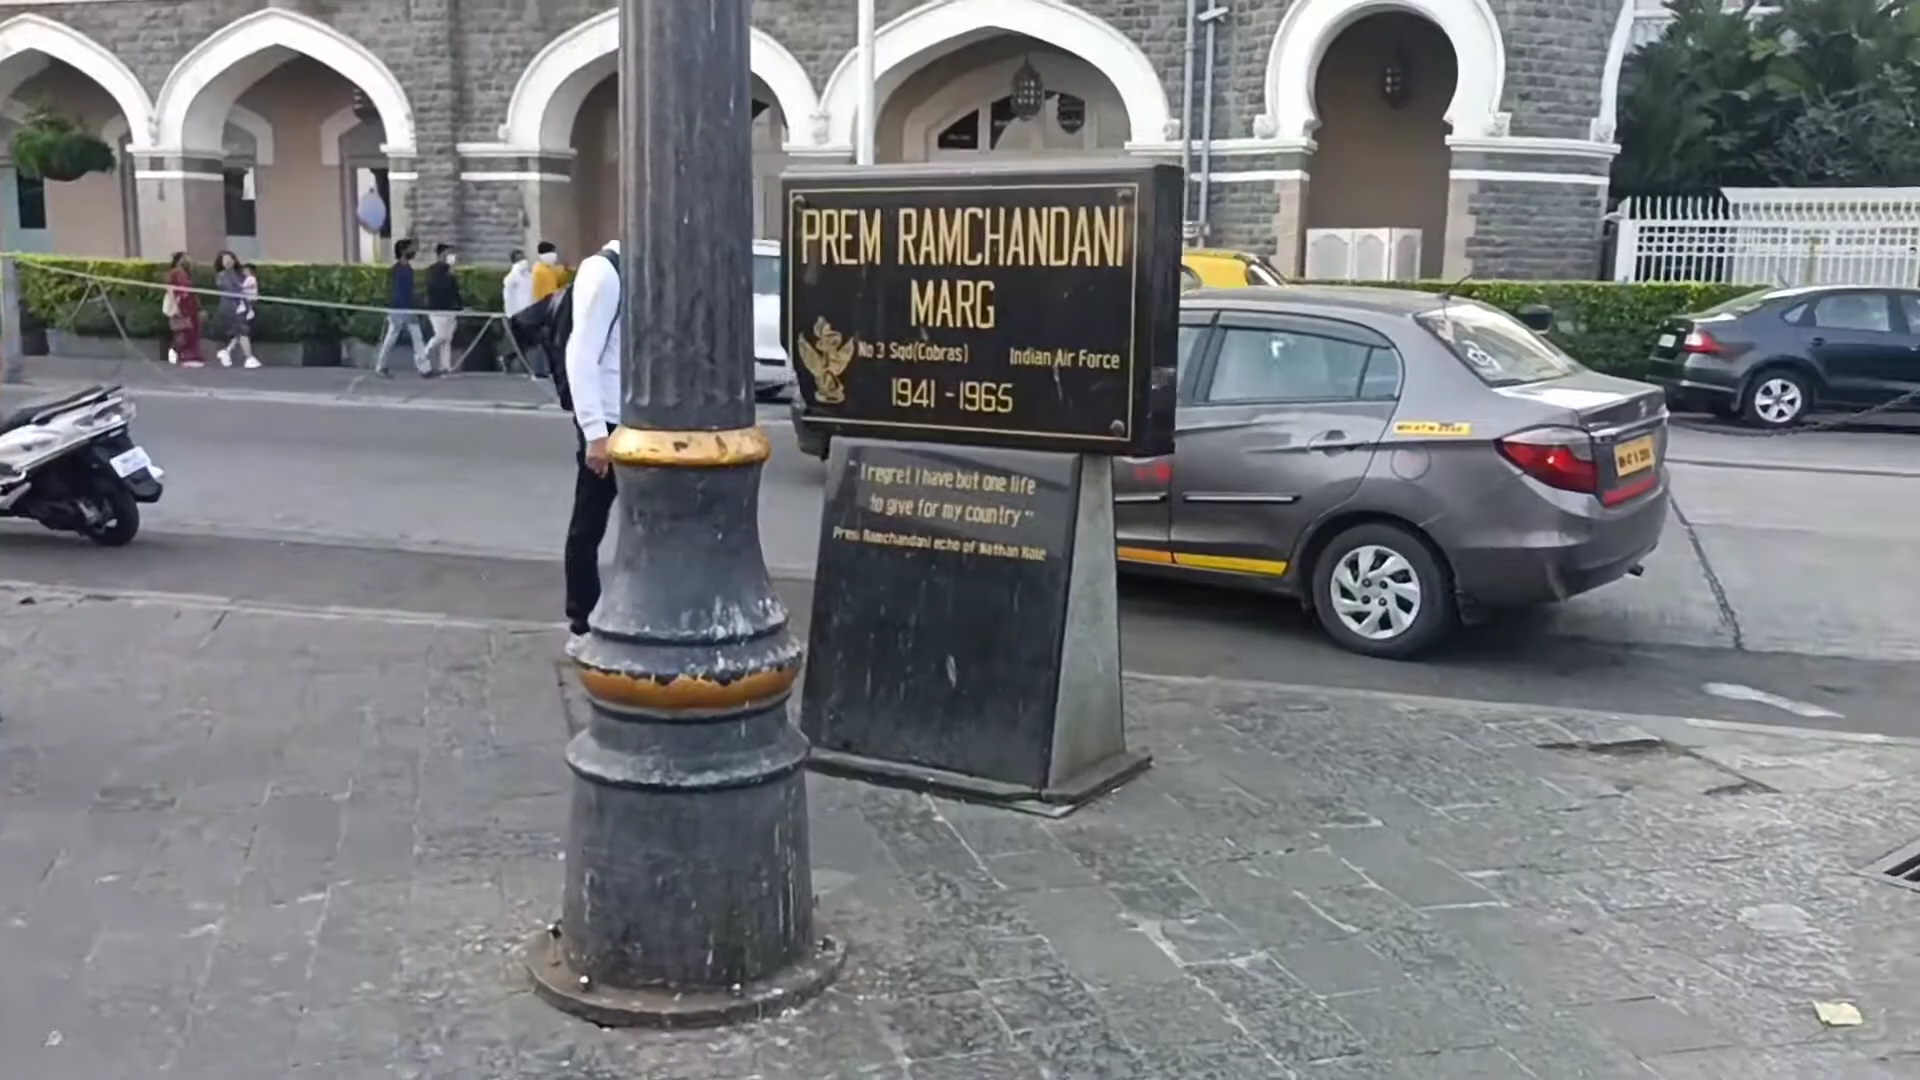 PREM RAMCHANDANI
MARG
No 3 Sqd(Cobras) Indian Air Force
1941 - 1965
"I regret I have but one life
to give for my country"
Prem Ramchandani echo of Nathan Hale